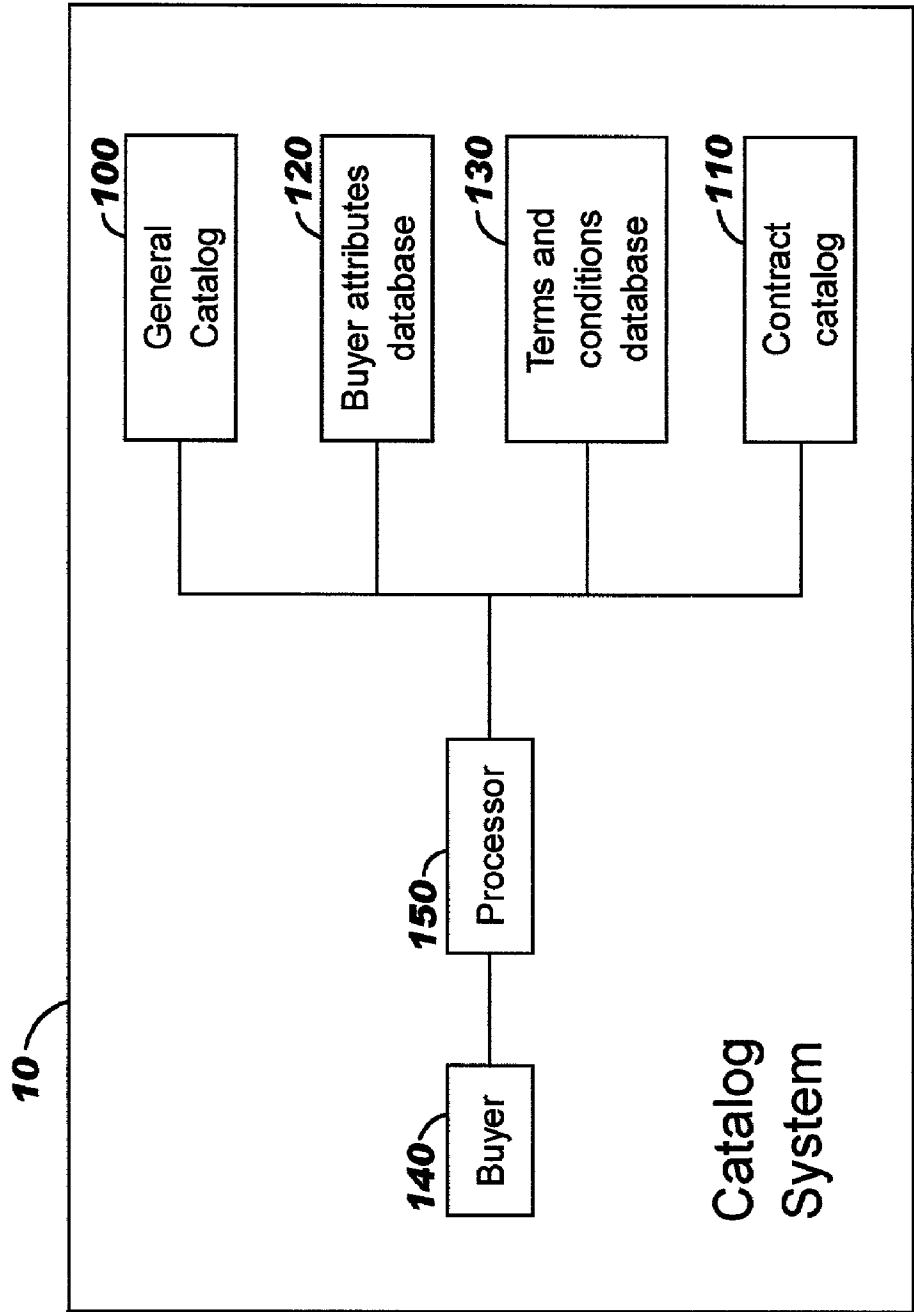 10
100
General
Catalog
120
Buyer attributes
database
130
Terms and
conditions
database
110
Contract
catalog
150
Processor
140
Buyer
Catalog
System